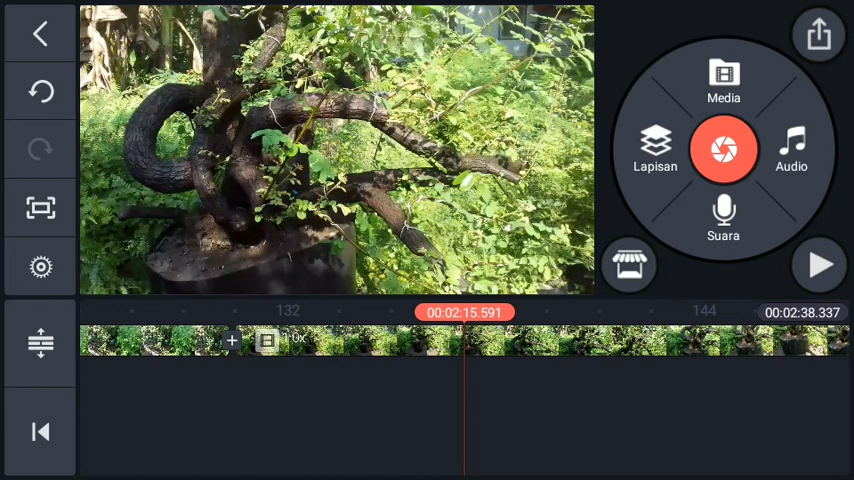 Media
Lapisan
Audio
Suara
132
00:02:15.591
144
00:02:38.337
1.0x